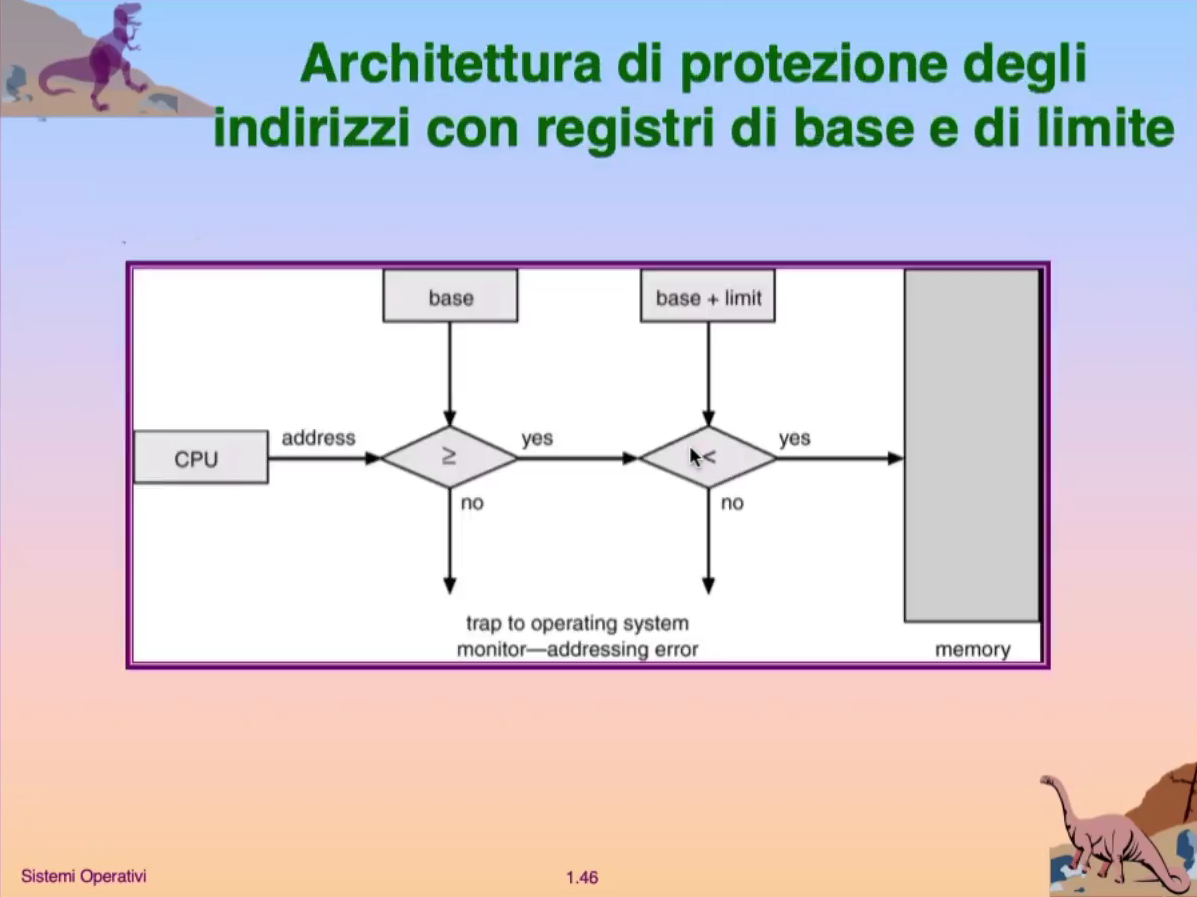 Architettura di protezione degli
indirizzi con registri di base e di limite
base
base + limit
CPU
address
≥
yes
<
yes
no
no
trap to operating system
monitor—addressing error
memory
Sistemi Operativi
1.46